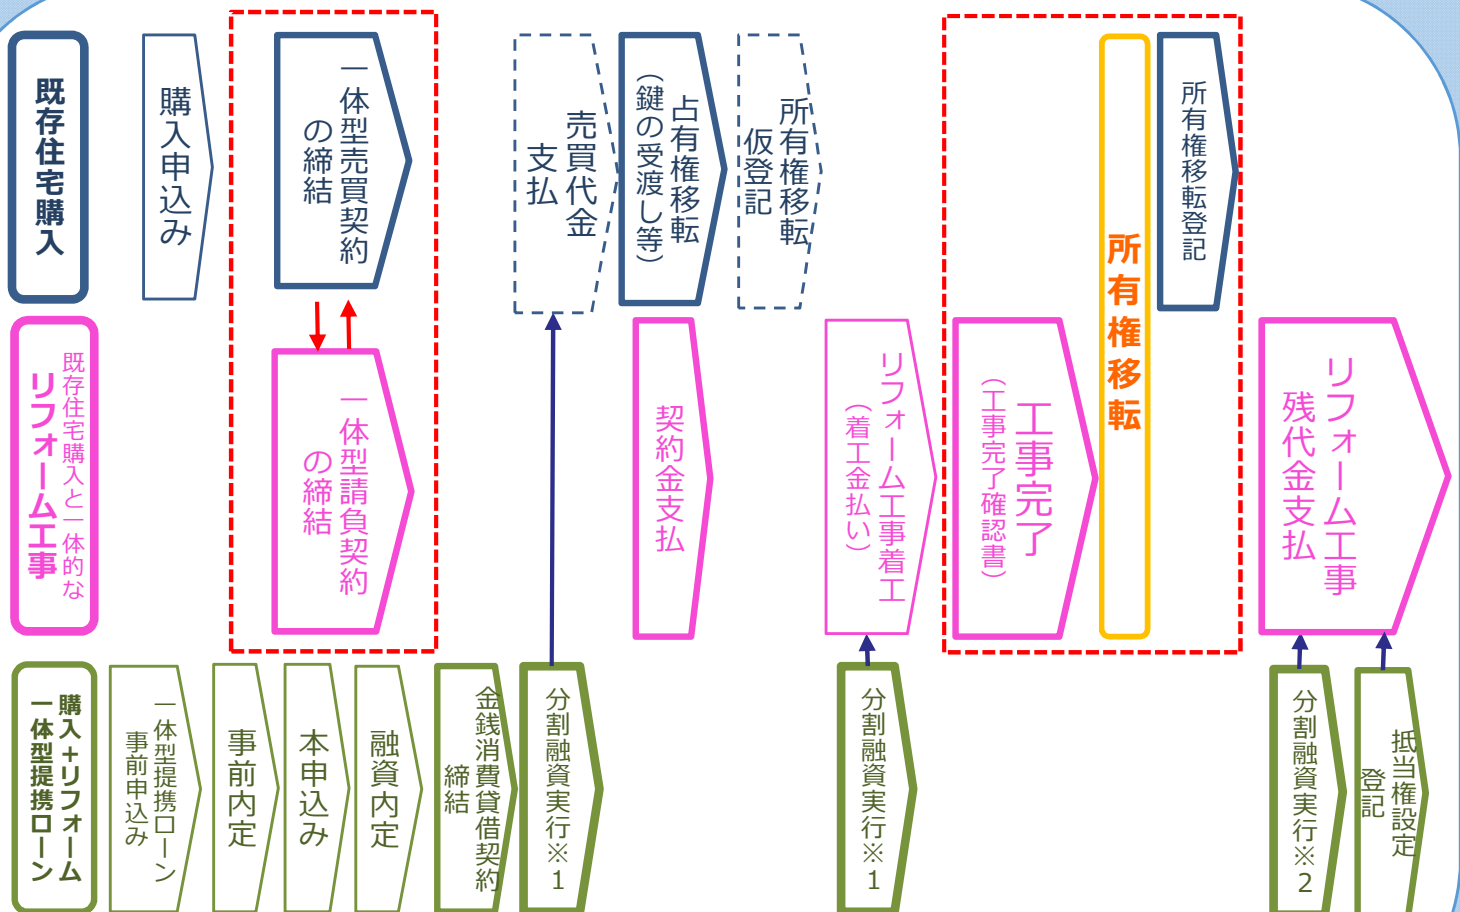 既存住宅購入
購入申込み
一体型売買契約
の締結
売買代金
支払
占有権移転
（鍵の受渡し等）
所有権移転
仮登記
所有権移転登記
所有権移転
既存住宅購入と一体的な
リフォーム工事
一体型請負契約
の締結
契約金支払
リフォーム工事着工
（着工金払い）
工事完了
（工事完了確認書）
リフォーム工事
残代金支払
購入＋リフォーム
一体型提携ローン
一体型提携ローン
事前申込み
事前内定
本申込み
融資内定
金銭消費貸借契約
締結
分割融資実行※1
分割融資実行※1
分割融資実行※2
抵当権設定
登記